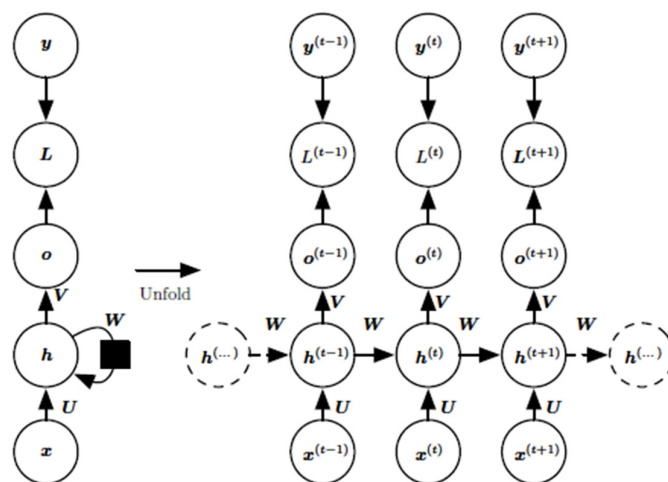 y y^(t−1) y^(t) y^(t+1)
L L^(t−1) L^(t) L^(t+1)
o o^(t−1) o^(t) o^(t+1)
Unfold
V V V V
W W W W W
h h^(...) h^(t−1) h^(t) h^(t+1) h^(...)
U U U U
x x^(t−1) x^(t) x^(t+1)